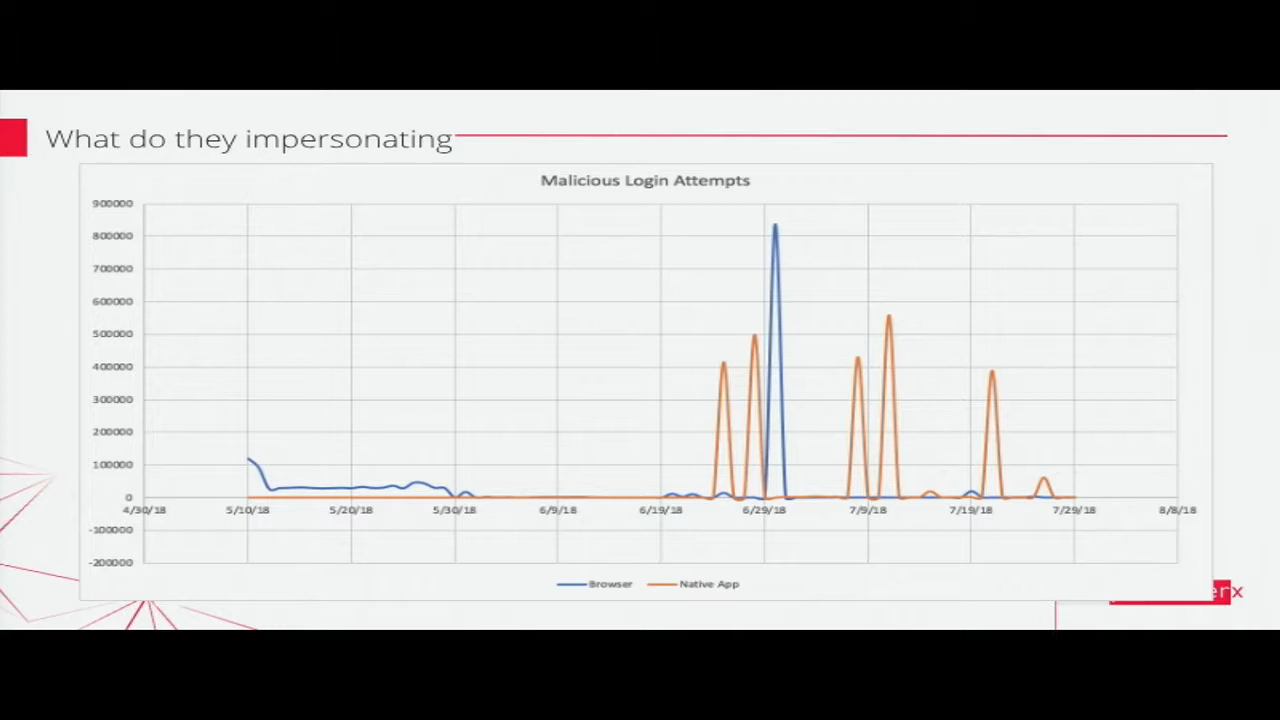 What do they impersonating
Malicious Login Attempts
900000
800000
700000
600000
500000
400000
300000
200000
100000
0
4/30/18 5/10/18 5/20/18 5/30/18 6/9/18 6/19/18 6/29/18 7/9/18 7/19/18 7/29/18 8/8/18
-100000
-200000
Browser Native App
erx